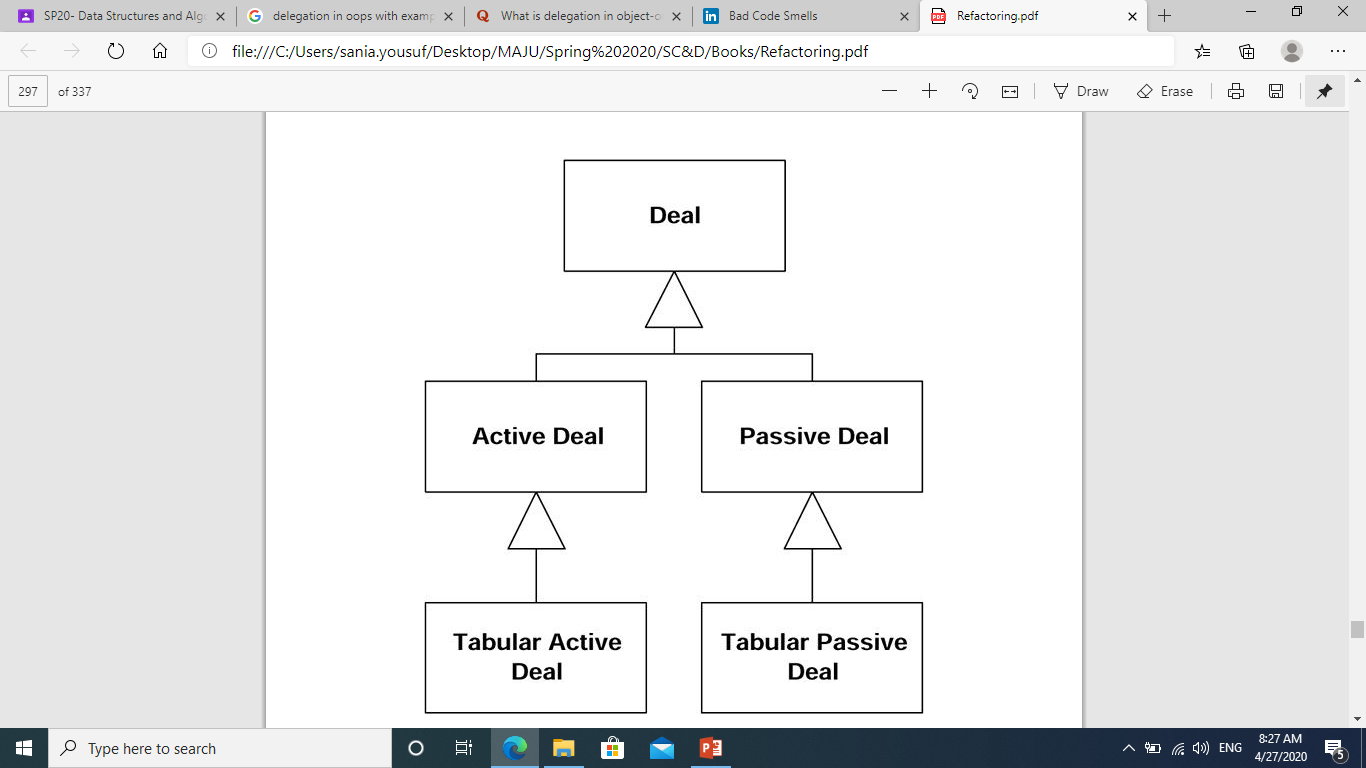 SP20- Data Structures and Algo
delegation in oops with examp
What is delegation in object-o
Bad Code Smells
Refactoring.pdf
file:///C:/Users/sania.yousuf/Desktop/MAJU/Spring%202020/SC&D/Books/Refactoring.pdf
297 of 337
Draw
Erase
Deal
Active Deal
Passive Deal
Tabular Active
Deal
Tabular Passive
Deal
Type here to search
ENG
8:27 AM
4/27/2020
5